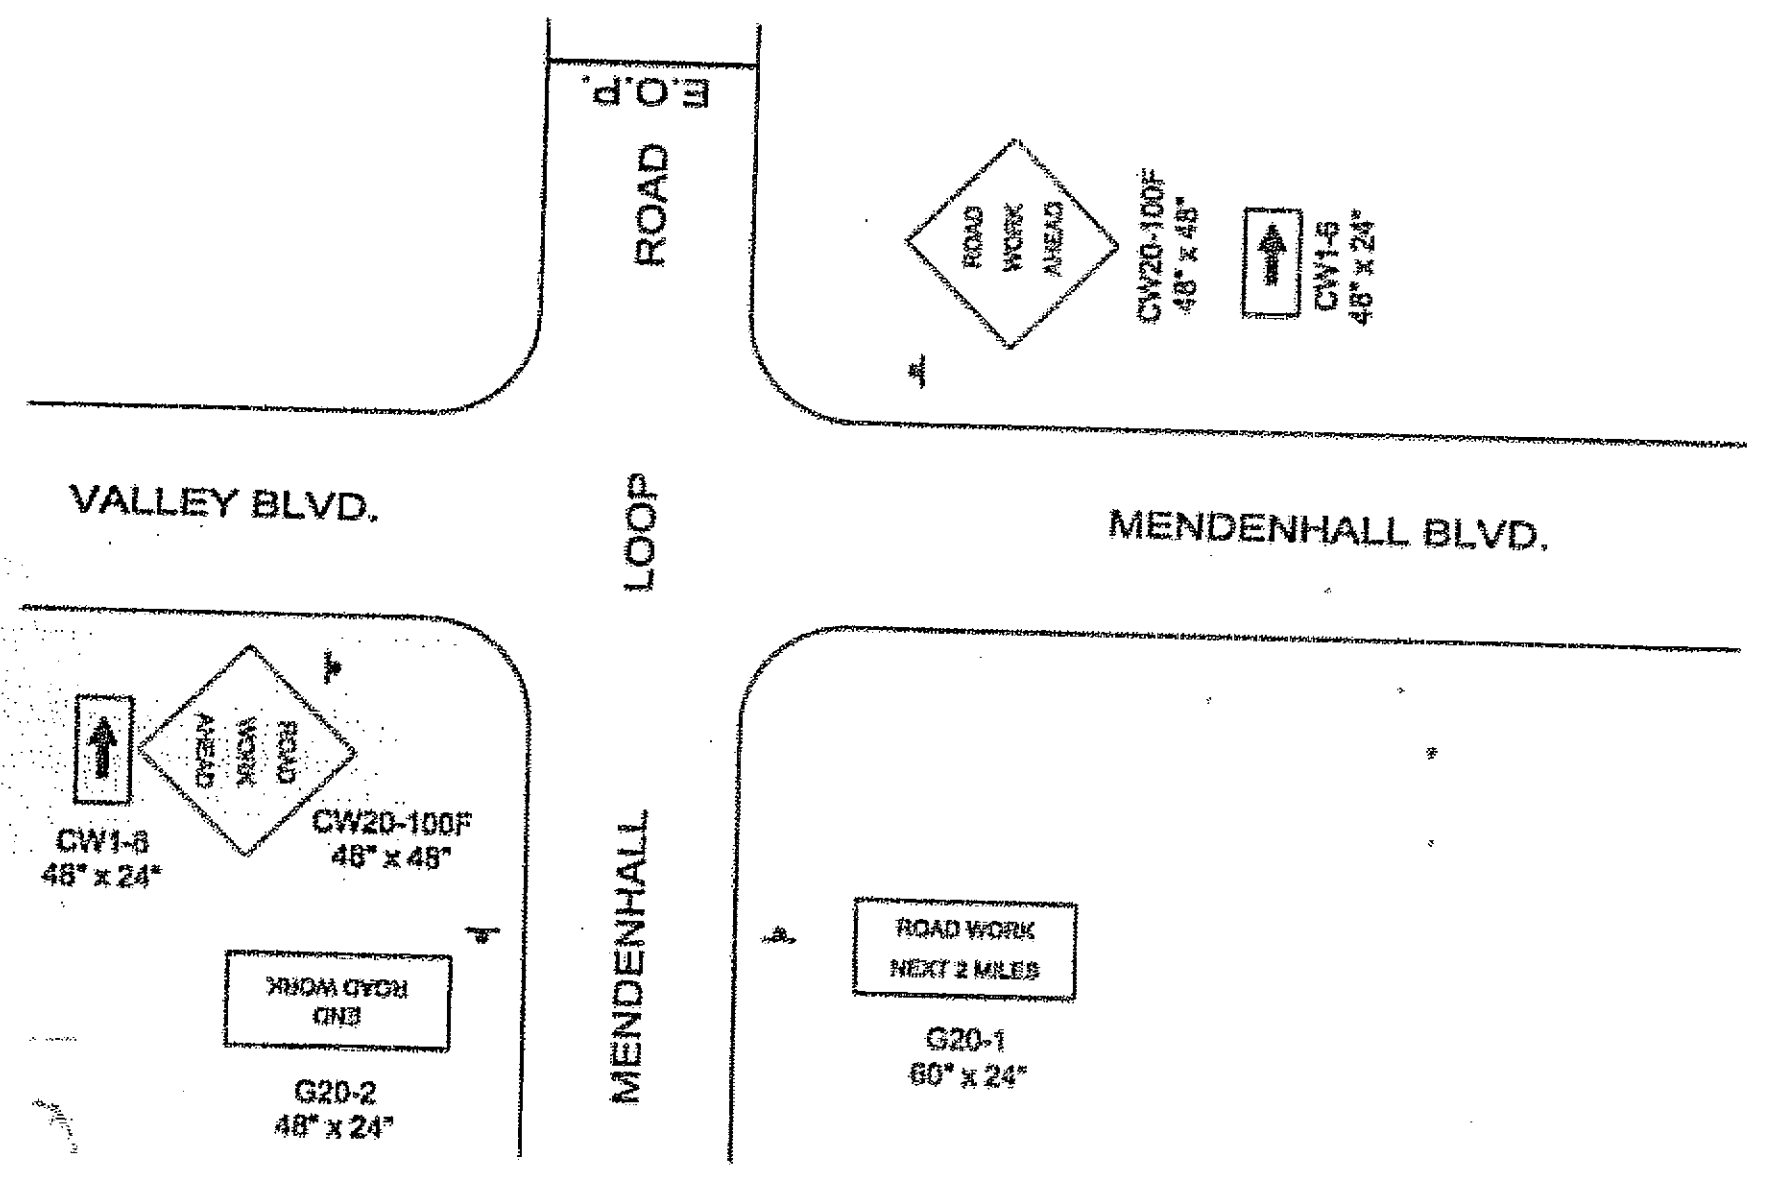 E.O.P.
ROAD
ROAD
WORK
AHEAD
CW20-100F
48" x 48"
CW1-6
48" x 24"
VALLEY BLVD.
LOOP
MENDENHALL BLVD.
ROAD
WORK
AHEAD
CW1-6
48" x 24"
CW20-100F
48" x 48"
END
ROAD WORK
G20-2
48" x 24"
MENDENHALL
ROAD WORK
NEXT 2 MILES
G20-1
60" x 24"